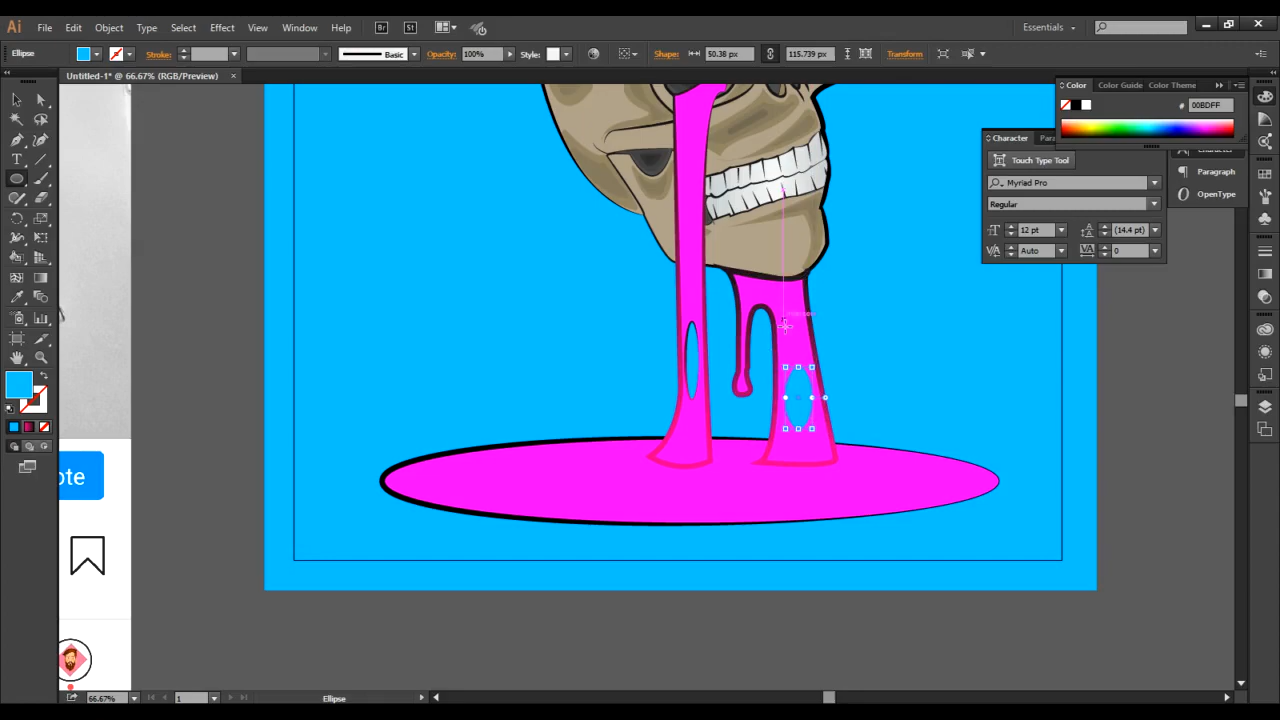 Ai File Edit Object Type Select Effect View Window Help Br St Essentials
Ellipse Stroke: Basic Opacity: 100% Style: Shape: 50.38 px 115.739 px Transform
Untitled-1* @ 66.67% (RGB/Preview) ×
Color Color Guide Color Theme
# 00BDFF
Character
Touch Type Tool
Paragraph
Myriad Pro
OpenType
Regular
12 pt (14.4 pt)
Auto 0
ote
66.67% 1 Ellipse